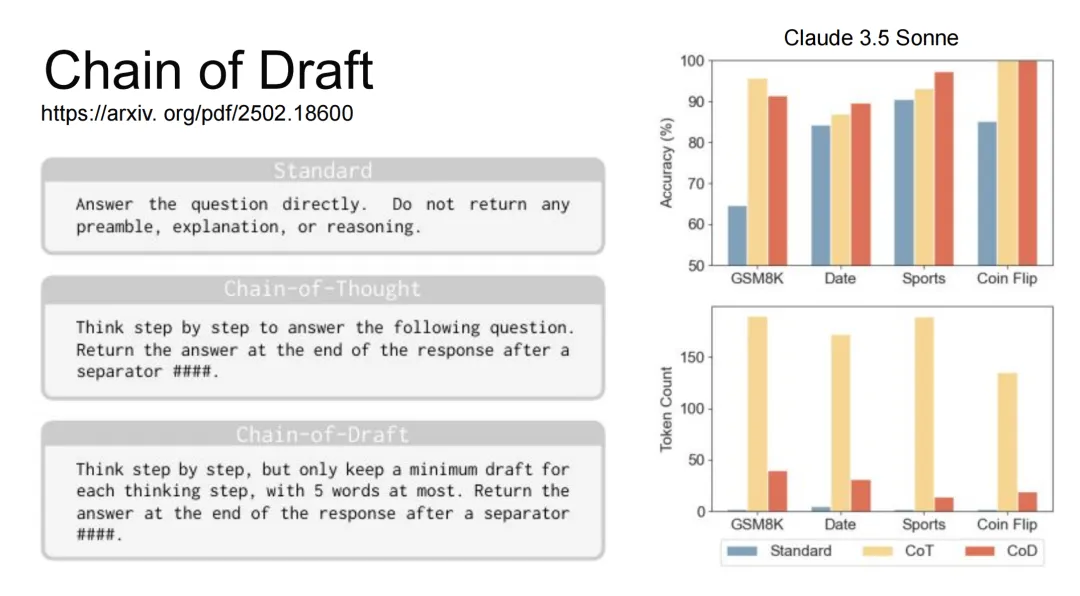 Chain of Draft
https://arxiv. org/pdf/2502.18600
Standard
Answer the question directly. Do not return any
preamble, explanation, or reasoning.
Chain-of-Thought
Think step by step to answer the following question.
Return the answer at the end of the response after a
separator ####.
Chain-of-Draft
Think step by step, but only keep a minimum draft for
each thinking step, with 5 words at most. Return the
answer at the end of the response after a separator
####.
Claude 3.5 Sonne
Accuracy (%)
100
90
80
70
60
50
GSM8K Date Sports Coin Flip
Token Count
150
100
50
0
GSM8K Date Sports Coin Flip
Standard CoT CoD